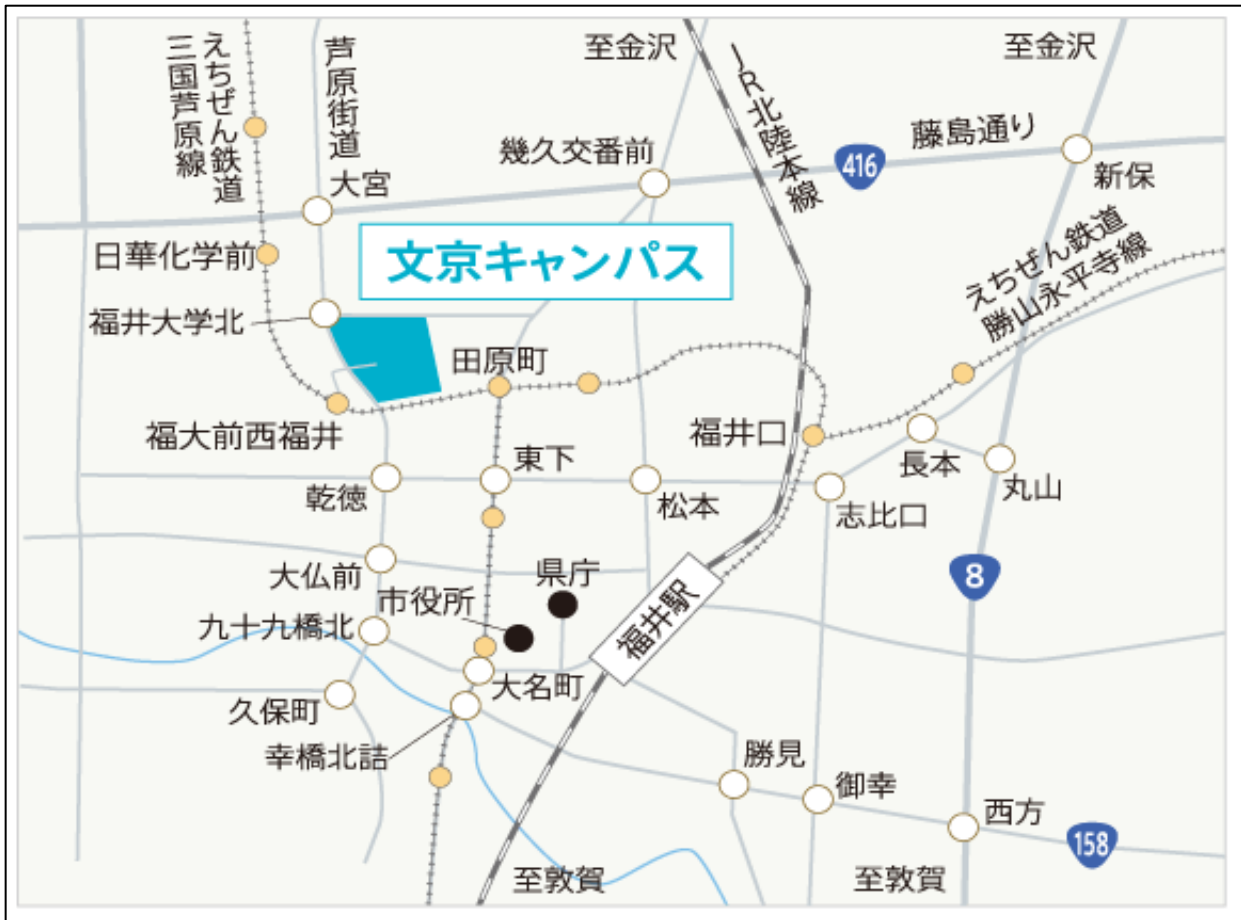 えちぜん鉄道
三国芦原線
芦原街道
至金沢
JR北陸本線
至金沢
藤島通り
416
幾久交番前
新保
大宮
日華化学前
文京キャンパス
えちぜん鉄道
勝山永平寺線
福井大学北
田原町
福大前西福井
福井口
東下
長本
丸山
乾徳
松本
志比口
大仏前
県庁
8
市役所
九十九橋北
福井駅
大名町
久保町
幸橋北詰
勝見
御幸
西方
158
至敦賀
至敦賀